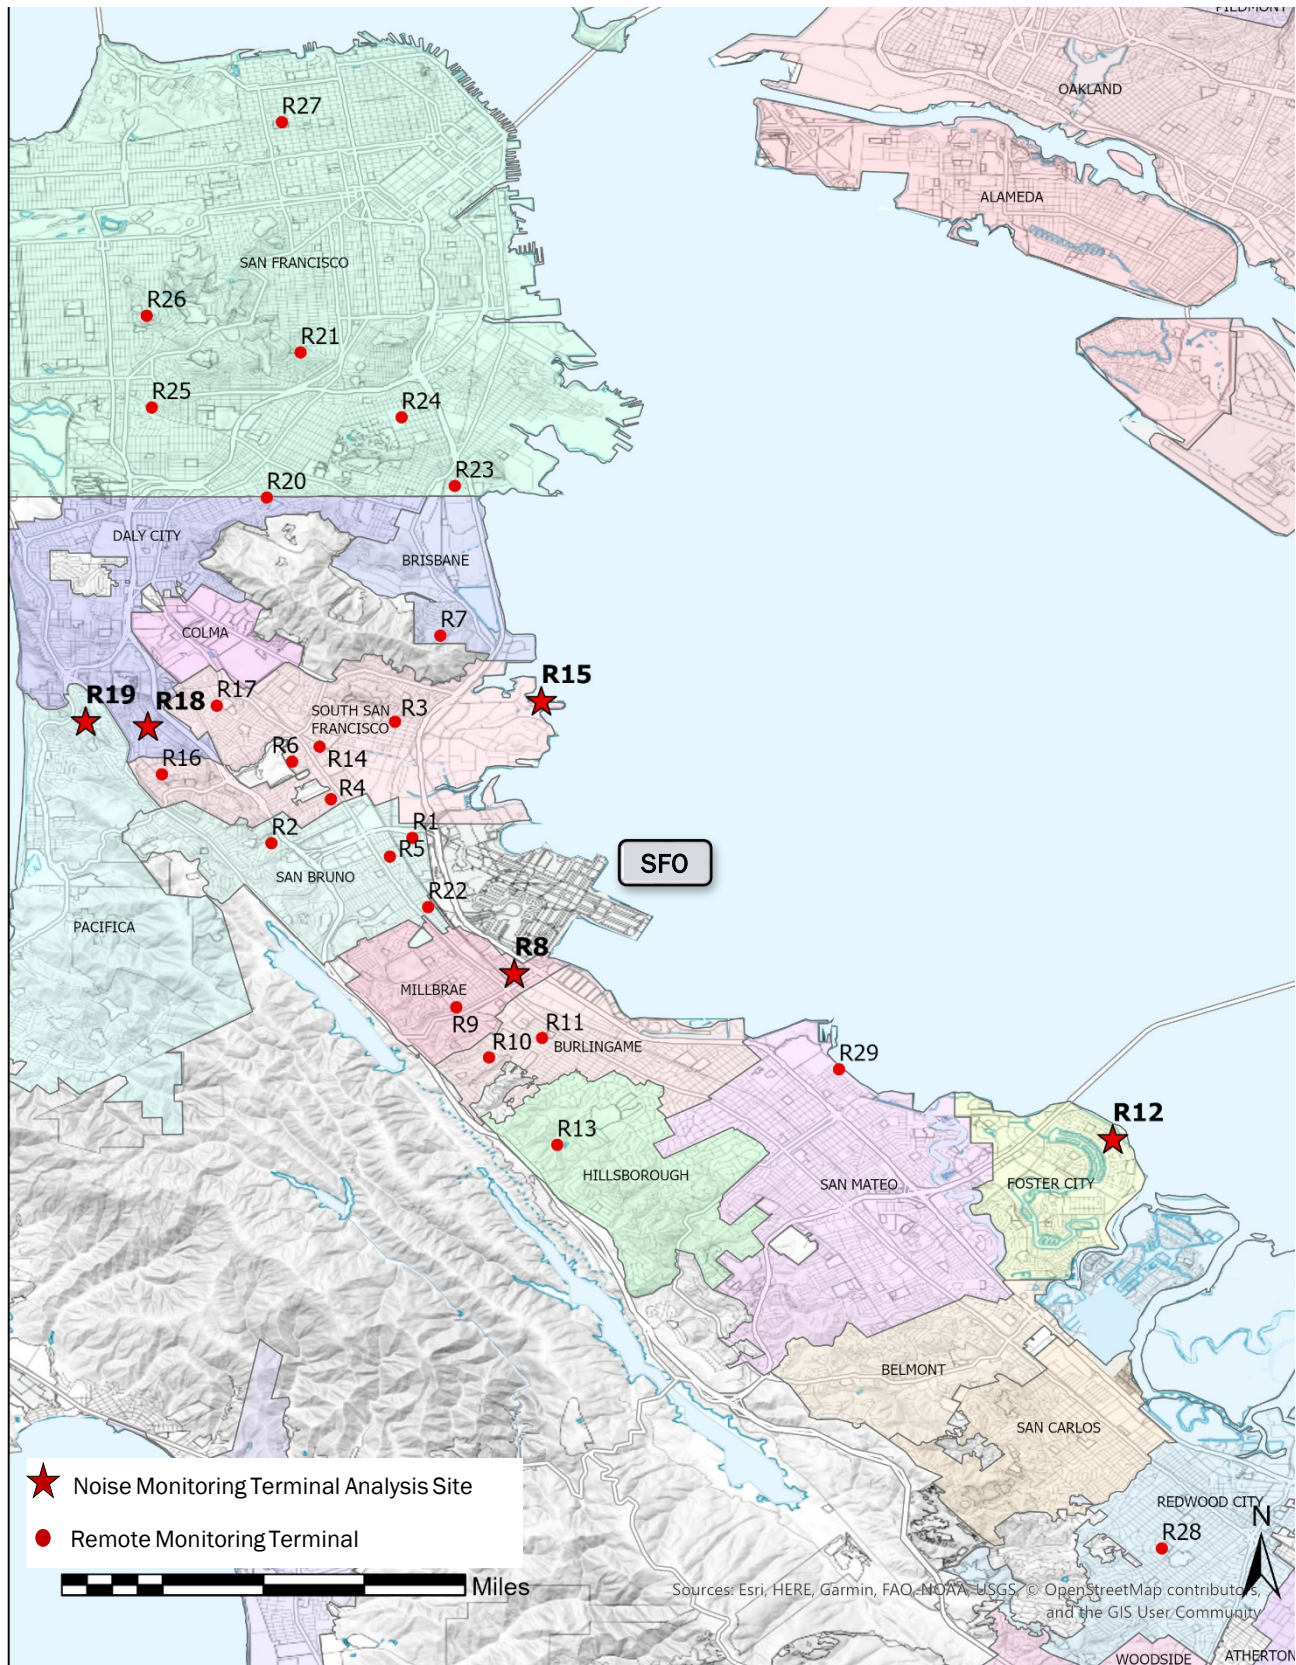 PIEDMONT
OAKLAND
R27
ALAMEDA
SAN FRANCISCO
R26
R21
R25
R24
R23
R20
DALY CITY
BRISBANE
R7
COLMA
R15
R19
R18
R17
SOUTH SAN
FRANCISCO
R3
R6
R14
R16
R4
R1
R2
R5
SFO
SAN BRUNO
R22
PACIFICA
R8
MILLBRAE
R9
R11
R10
BURLINGAME
R29
R12
R13
HILLSBOROUGH
SAN MATEO
FOSTER CITY
BELMONT
SAN CARLOS
Noise Monitoring Terminal Analysis Site
REDWOOD CITY
N
Remote Monitoring Terminal
R28
Miles
Sources: Esri, HERE, Garmin, FAO, NOAA, USGS, © OpenStreetMap contributors,
and the GIS User Community
WOODSIDE
ATHERTON